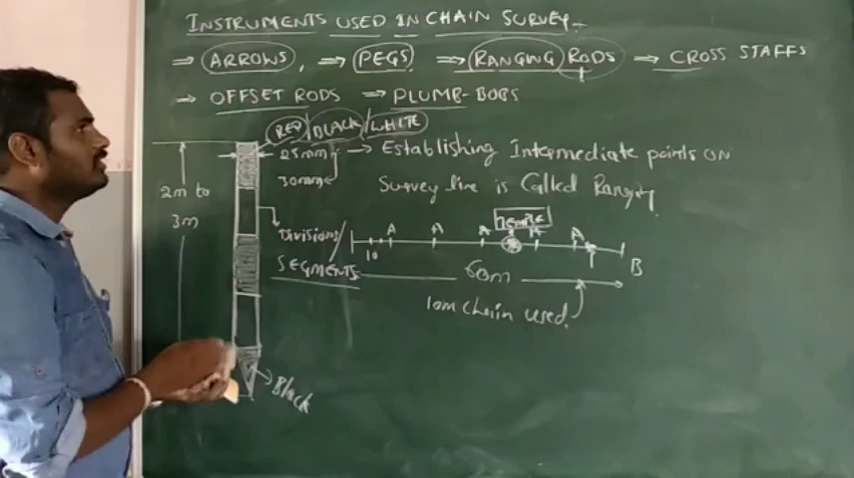 INSTRUMENTS USED IN CHAIN SURVEY.
⇒ ARROWS, ⇒ PEGS ⇒ RANGING RODS ⇒ CROSS STAFFS
→ OFFSET RODS ⇒ PLUMB-BOBS
RED/BLACK/WHITE
25mm → Establishing Intermediate points on
30mm Survey line is Called Ranging.
2m to
3m
DIVISIONS/
SEGMENTS
A A A A A
10
B
60m
10m chain used.
Black